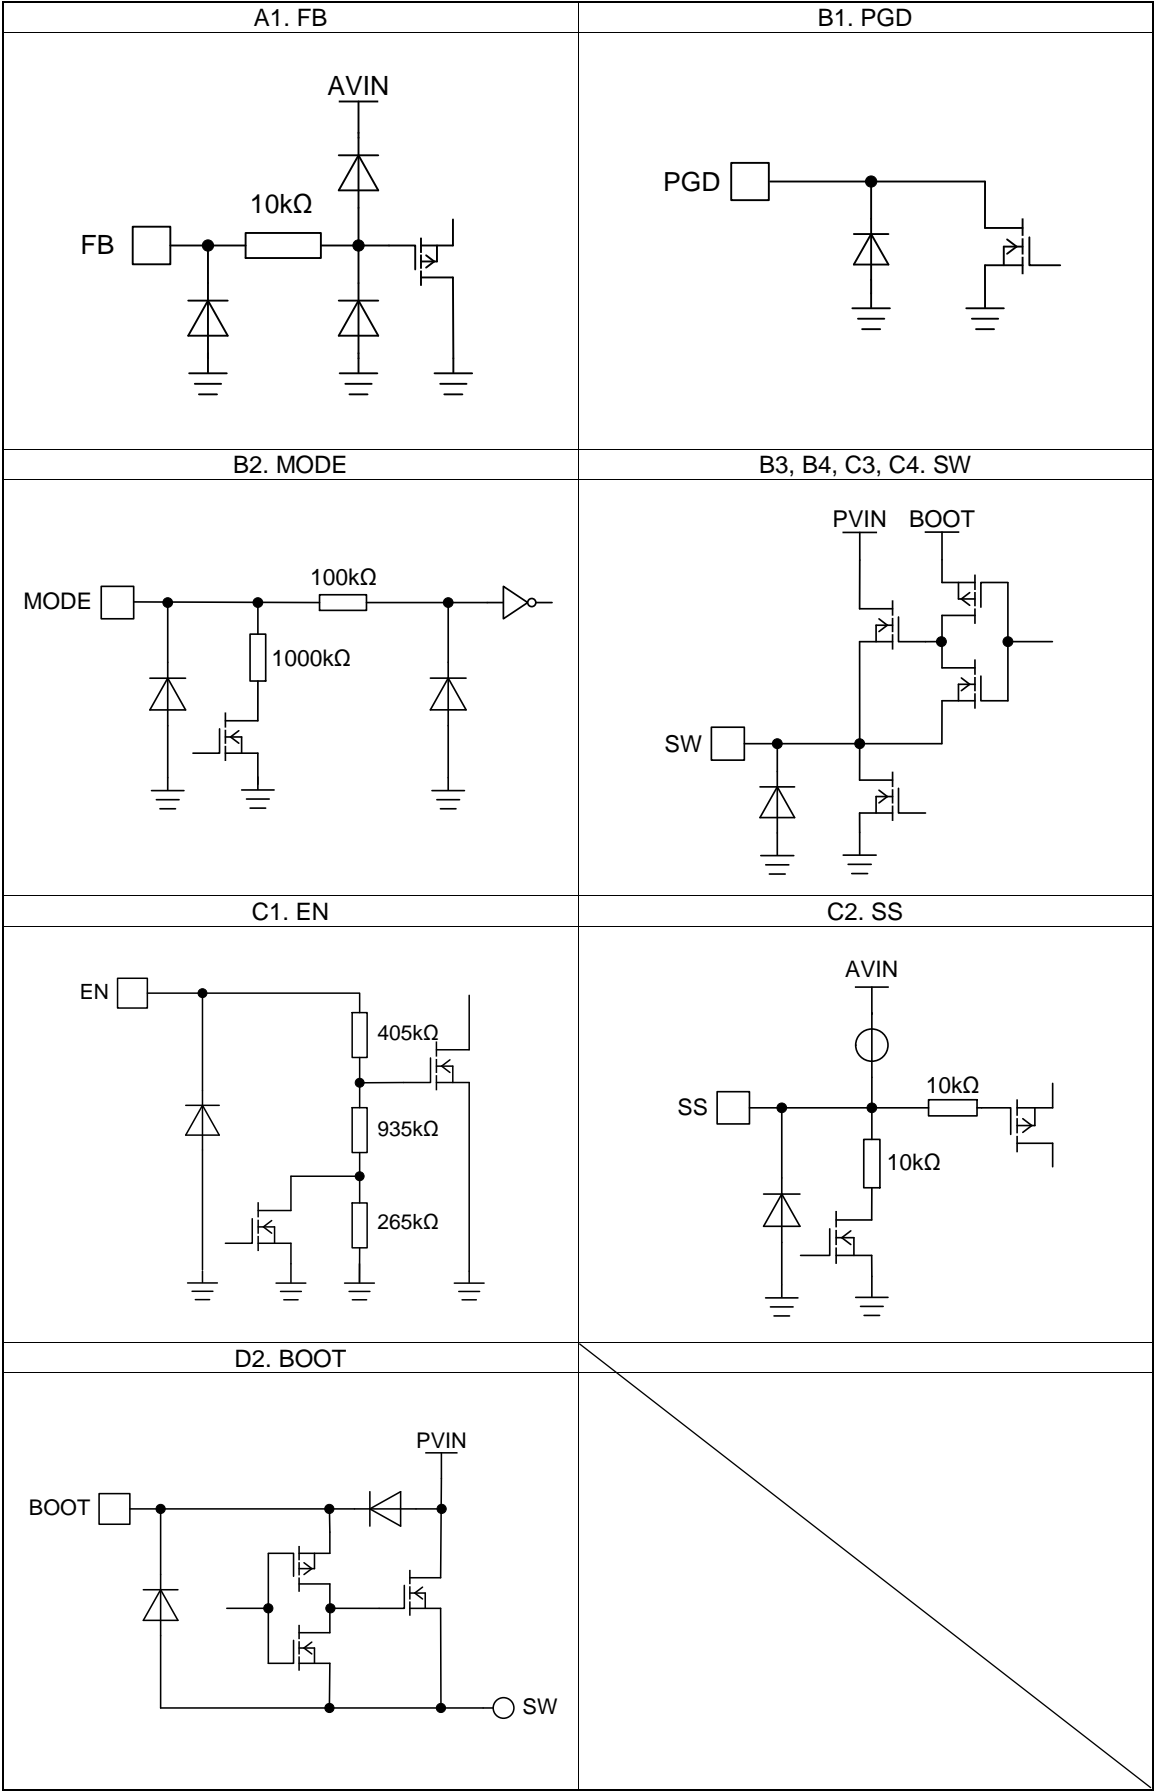 A1. FB
B1. PGD
AVIN
10kΩ
FB
PGD
B2. MODE
B3, B4, C3, C4. SW
MODE
100kΩ
1000kΩ
PVIN BOOT
SW
C1. EN
C2. SS
EN
405kΩ
935kΩ
265kΩ
AVIN
SS
10kΩ
10kΩ
D2. BOOT
PVIN
BOOT
SW